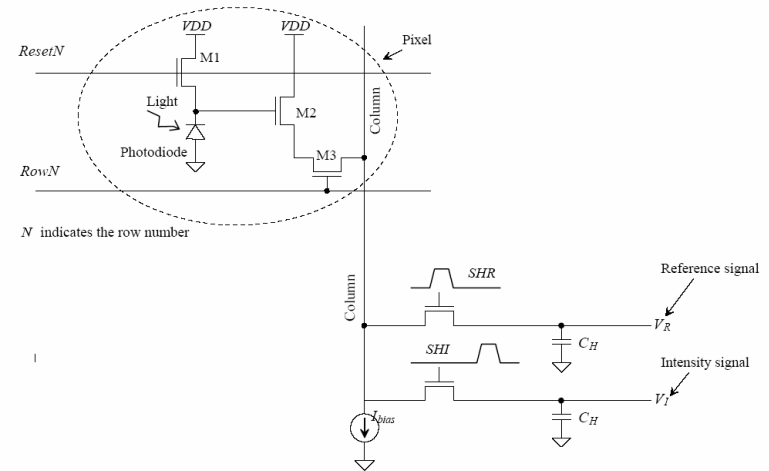 VDD VDD
Pixel
ResetN
M1
Light
M2
Column
Photodiode
M3
RowN
N indicates the row number
Reference signal
SHR
Column
VR
CH
SHI
Intensity signal
VI
Ibias
CH